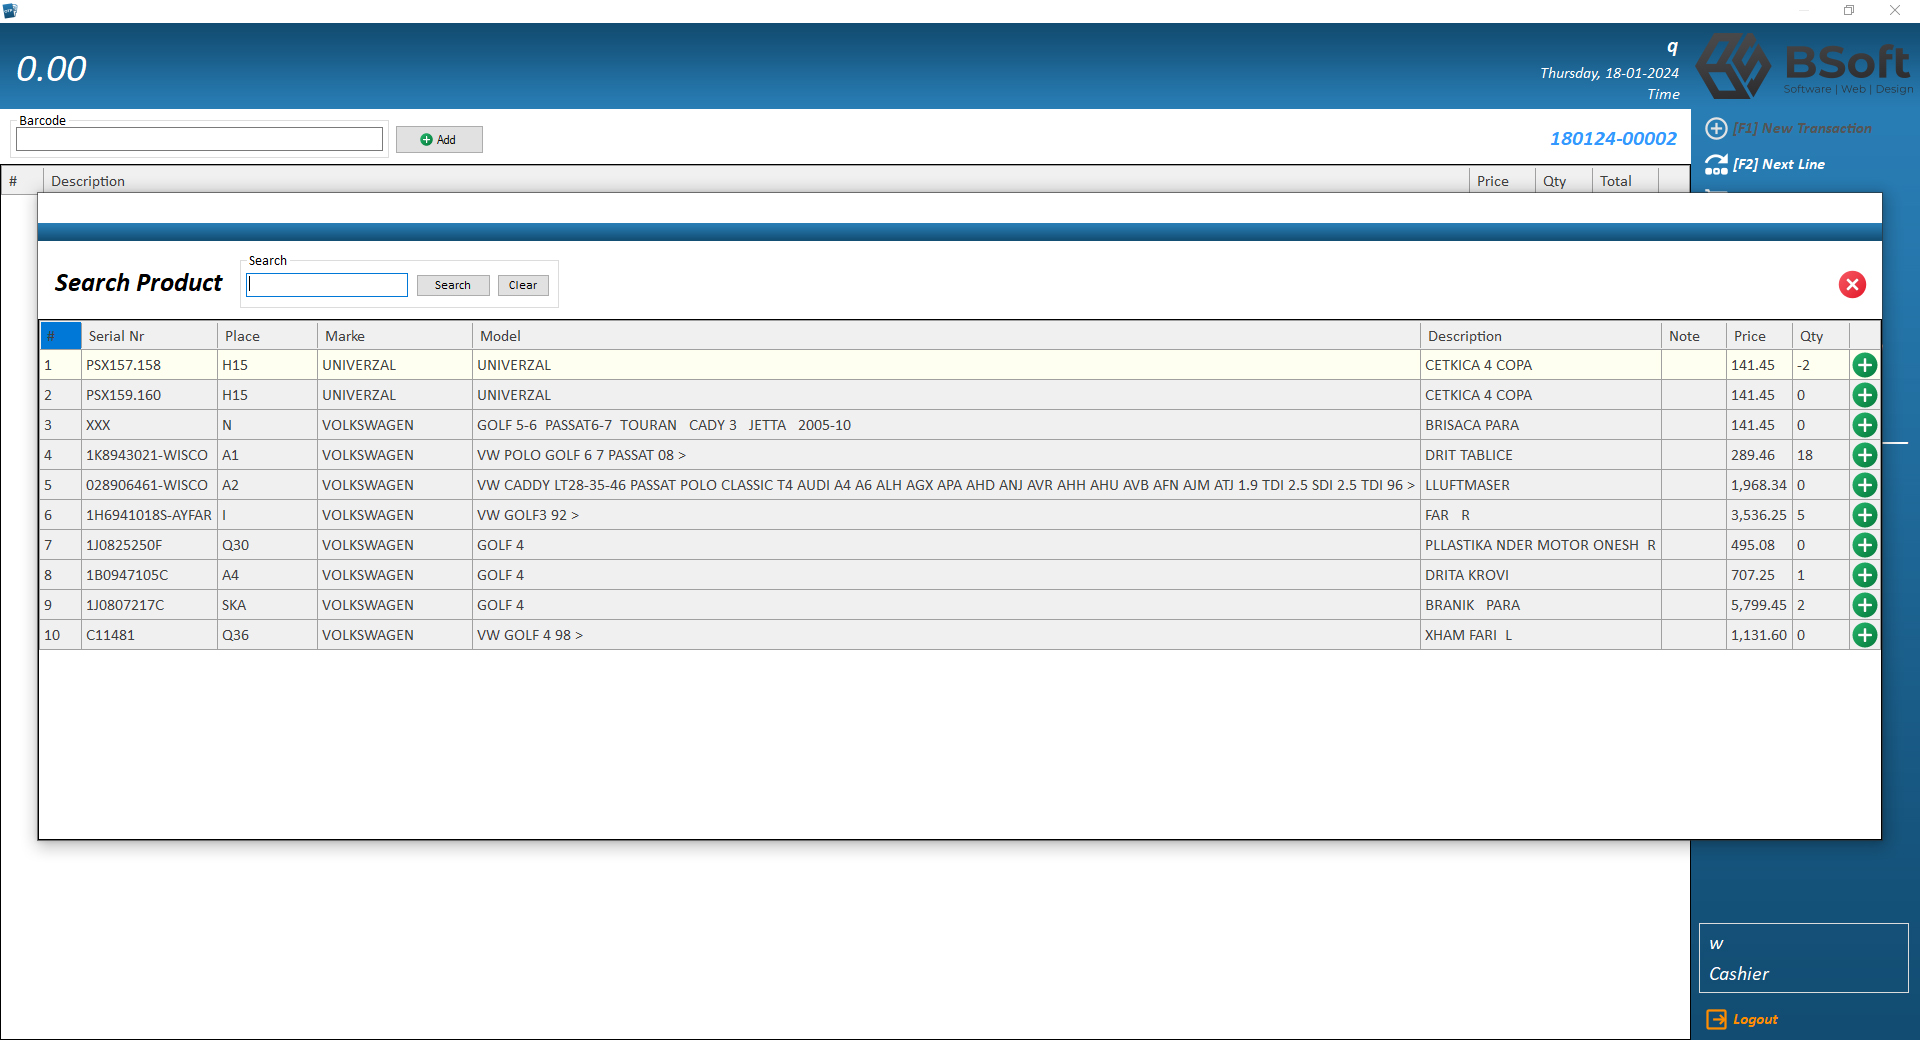 0.00
q
Thursday, 18-01-2024
Time
BSoft
Software | Web | Design
Barcode
Add
180124-00002
[F1] New Transaction
[F2] Next Line
# Description Price Qty Total
Search Product
Search
Search Clear
# Serial Nr Place Marke Model Description Note Price Qty
1 PSX157.158 H15 UNIVERZAL UNIVERZAL CETKICA 4 COPA 141.45 -2
2 PSX159.160 H15 UNIVERZAL UNIVERZAL CETKICA 4 COPA 141.45 0
3 XXX N VOLKSWAGEN GOLF 5-6 PASSAT6-7 TOURAN CADY 3 JETTA 2005-10 BRISACA PARA 141.45 0
4 1K8943021-WISCO A1 VOLKSWAGEN VW POLO GOLF 6 7 PASSAT 08 > DRIT TABLICE 289.46 18
5 028906461-WISCO A2 VOLKSWAGEN VW CADDY LT28-35-46 PASSAT POLO CLASSIC T4 AUDI A4 A6 ALH AGX APA AHD ANJ AVR AHH AHU AVB AFN AJM ATJ 1.9 TDI 2.5 SDI 2.5 TDI 96 > LLUFTMASER 1,968.34 0
6 1H6941018S-AYFAR I VOLKSWAGEN VW GOLF3 92 > FAR R 3,536.25 5
7 1J0825250F Q30 VOLKSWAGEN GOLF 4 PLLASTIKA NDER MOTOR ONESH R 495.08 0
8 1B0947105C A4 VOLKSWAGEN GOLF 4 DRITA KROVI 707.25 1
9 1J0807217C SKA VOLKSWAGEN GOLF 4 BRANIK PARA 5,799.45 2
10 C11481 Q36 VOLKSWAGEN VW GOLF 4 98 > XHAM FARI L 1,131.60 0
w
Cashier
Logout